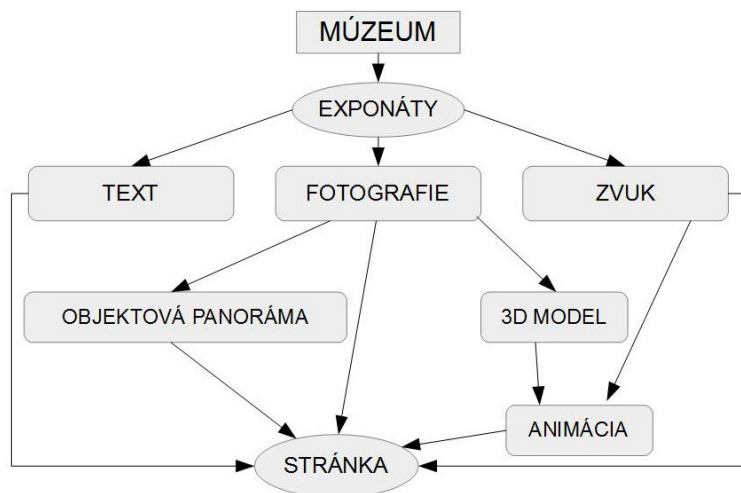 MÚZEUM
EXPONÁTY
TEXT
FOTOGRAFIE
ZVUK
OBJEKTOVÁ PANORÁMA
3D MODEL
ANIMÁCIA
STRÁNKA